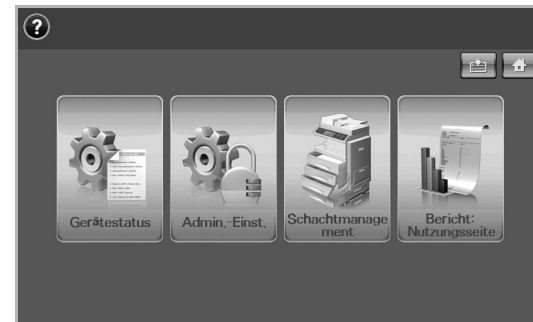 ?
Gerätestatus
Admin.-Einst.
Schachtmanage
ment
Bericht:
Nutzungsseite